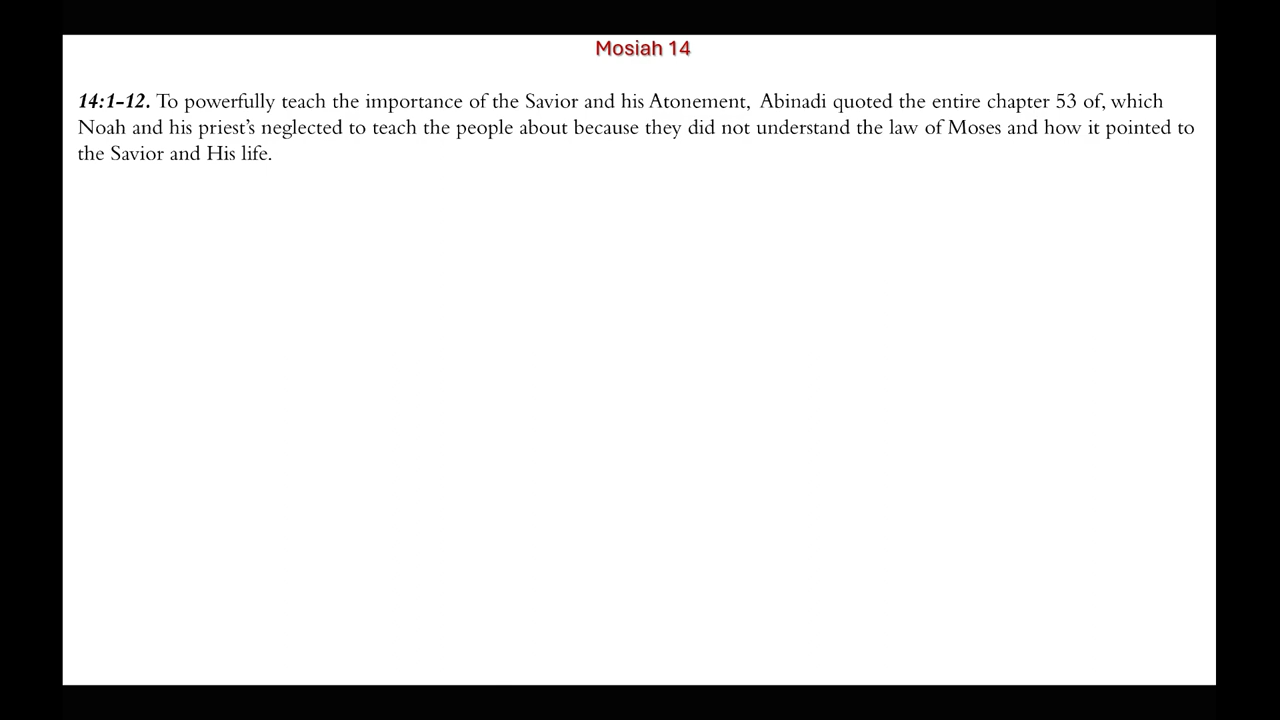 Mosiah 14
14:1-12. To powerfully teach the importance of the Savior and his Atonement, Abinadi quoted the entire chapter 53 of, which
Noah and his priest's neglected to teach the people about because they did not understand the law of Moses and how it pointed to
the Savior and His life.